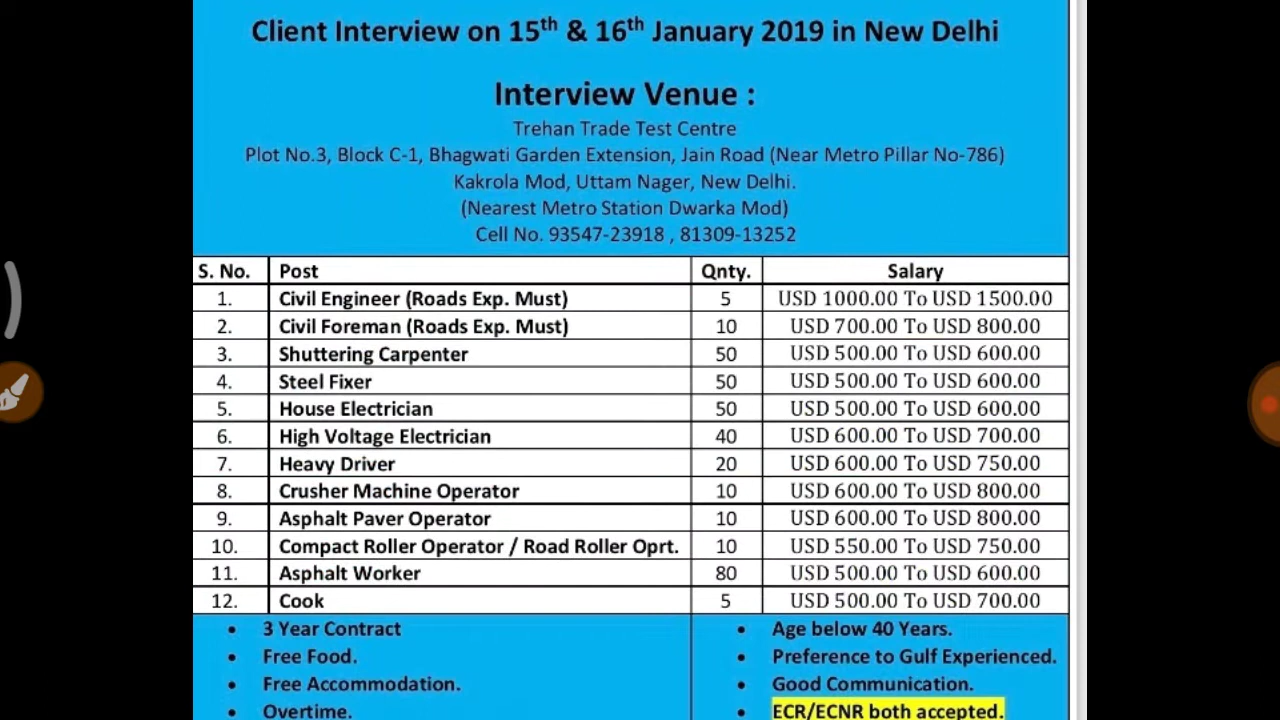 Client Interview on 15th & 16th January 2019 in New Delhi
Interview Venue :
Trehan Trade Test Centre
Plot No.3, Block C-1, Bhagwati Garden Extension, Jain Road (Near Metro Pillar No-786)
Kakrola Mod, Uttam Nager, New Delhi.
(Nearest Metro Station Dwarka Mod)
Cell No. 93547-23918 , 81309-13252
S. No. Post Qnty. Salary
1. Civil Engineer (Roads Exp. Must) 5 USD 1000.00 To USD 1500.00
2. Civil Foreman (Roads Exp. Must) 10 USD 700.00 To USD 800.00
3. Shuttering Carpenter 50 USD 500.00 To USD 600.00
4. Steel Fixer 50 USD 500.00 To USD 600.00
5. House Electrician 50 USD 500.00 To USD 600.00
6. High Voltage Electrician 40 USD 600.00 To USD 700.00
7. Heavy Driver 20 USD 600.00 To USD 750.00
8. Crusher Machine Operator 10 USD 600.00 To USD 800.00
9. Asphalt Paver Operator 10 USD 600.00 To USD 800.00
10. Compact Roller Operator / Road Roller Oprt. 10 USD 550.00 To USD 750.00
11. Asphalt Worker 80 USD 500.00 To USD 600.00
12. Cook 5 USD 500.00 To USD 700.00
• 3 Year Contract • Age below 40 Years.
• Free Food. • Preference to Gulf Experienced.
• Free Accommodation. • Good Communication.
• Overtime. • ECR/ECNR both accepted.